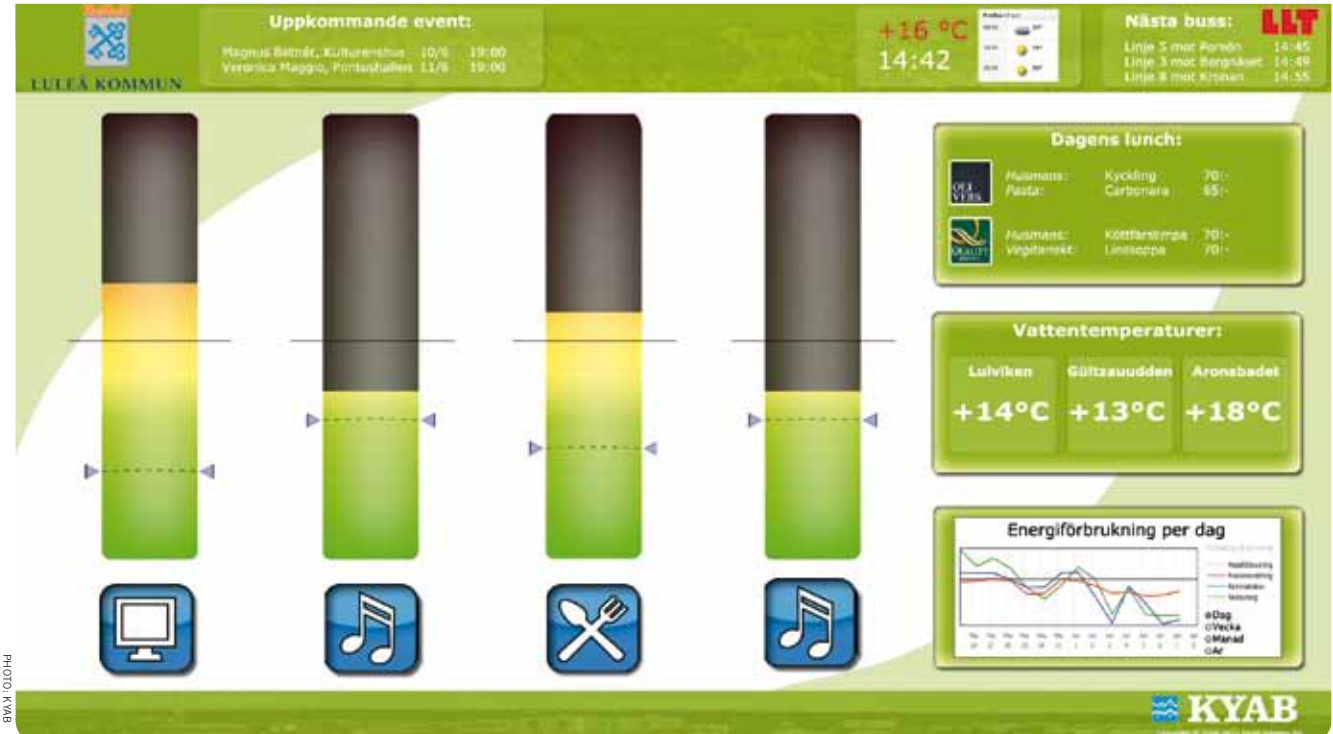 LULEÅ KOMMUN
Uppkommande event:
Magnus Betnér, Kulturenshus 10/6 19:00
Veronica Maggio, Pontushallen 11/6 19:00
+16 °C
14:42
Nästa buss:
LLT
Linje 5 mot Porsön 14:45
Linje 3 mot Bergnäset 14:49
Linje 8 mot Kronan 14:55
Dagens lunch:
Husmans: Kyckling 70:-
Pasta: Carbonara 65:-
Husmans: Köttfärslimpa 70:-
Vegitariskt: Linssoppa 70:-
Vattentemperaturer:
Lulviken Gültzauudden Aronsbadet
+14°C +13°C +18°C
Energiförbrukning per dag
Dag
Vecka
Månad
År
KYAB
PHOTO: KYAB